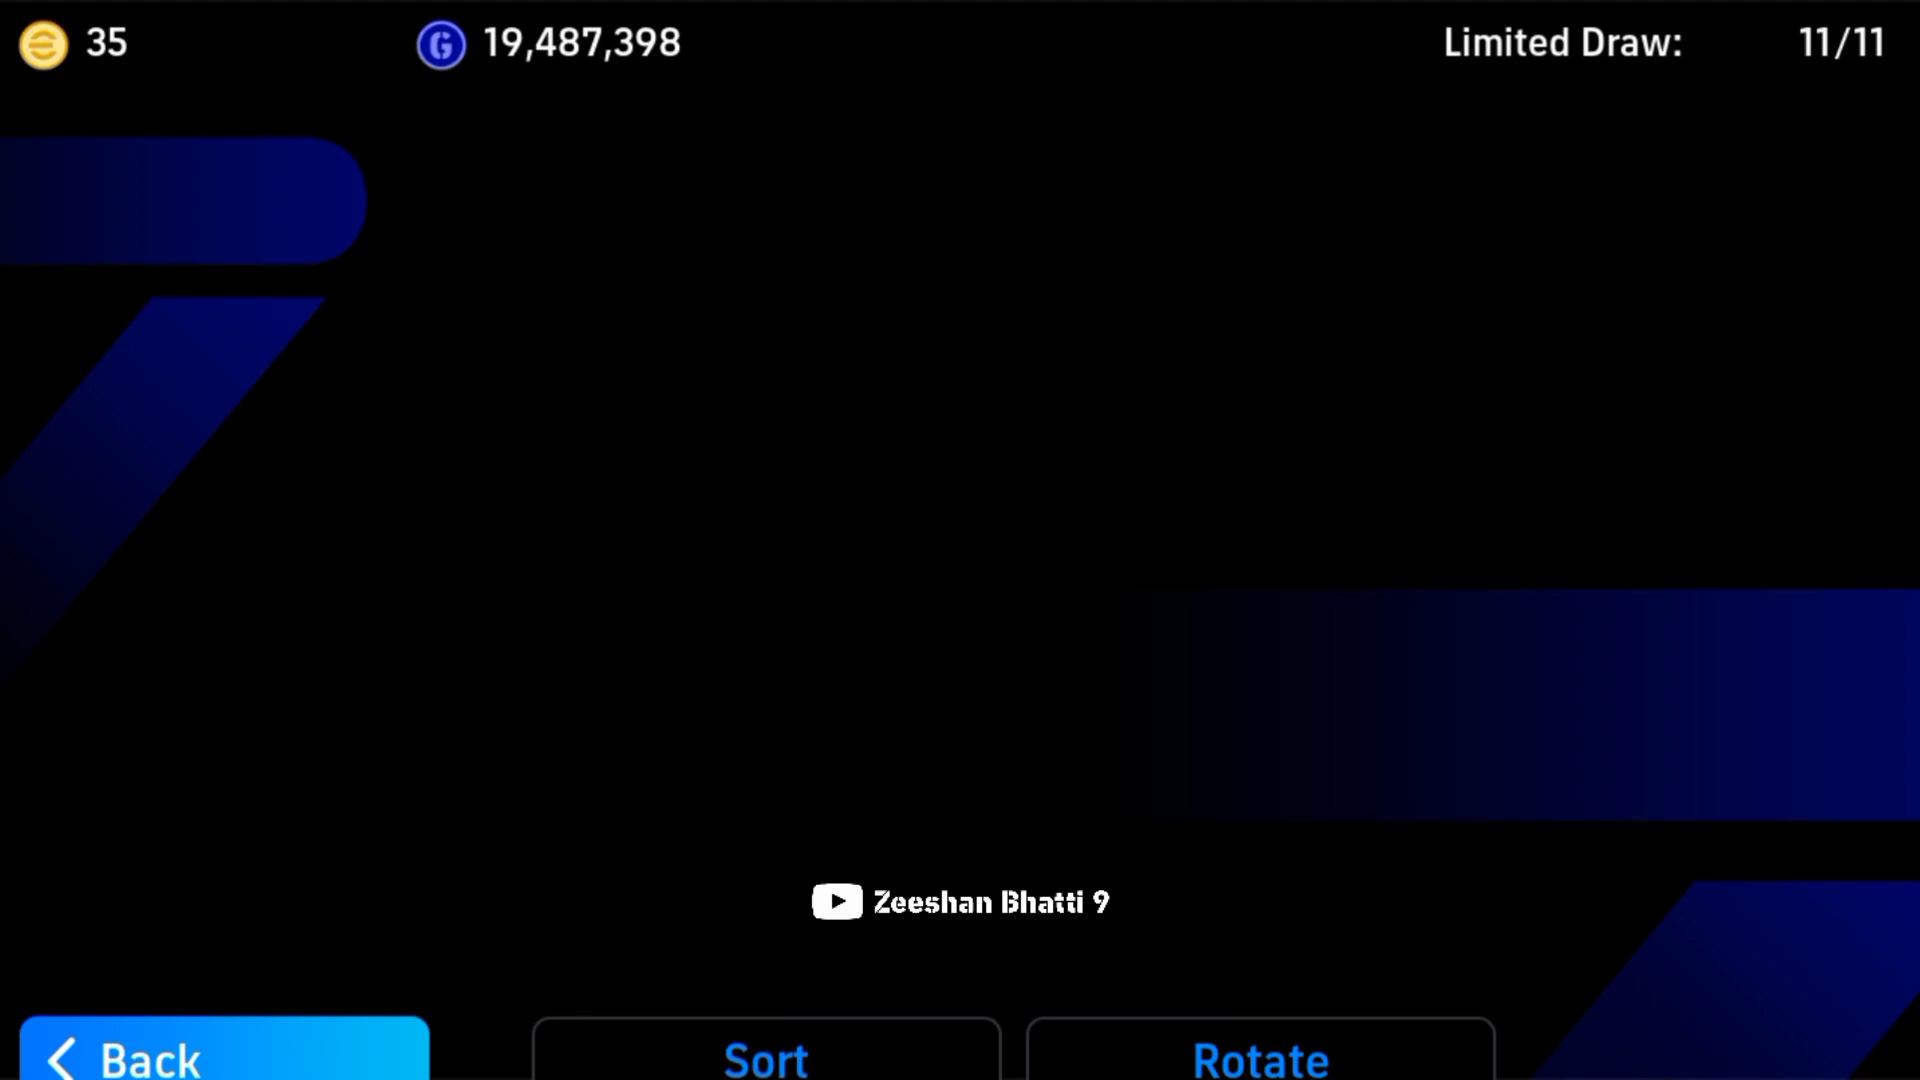 35
19,487,398
Limited Draw: 11/11
Zeeshan Bhatti 9
Back
Sort
Rotate